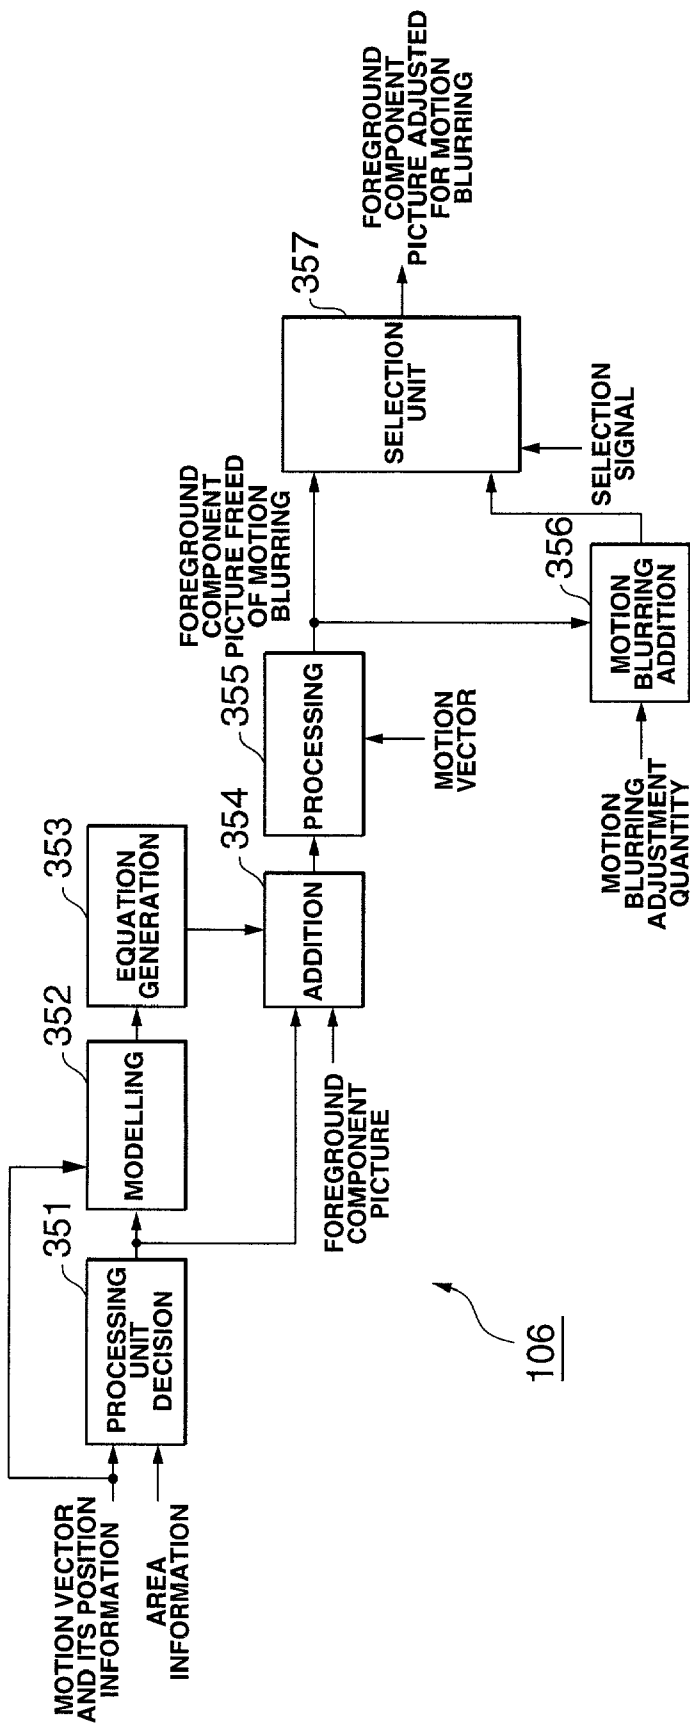 MOTION VECTOR
AND ITS POSITION
INFORMATION
AREA
INFORMATION
351
PROCESSING
UNIT
DECISION
352
MODELLING
353
EQUATION
GENERATION
FOREGROUND
COMPONENT
PICTURE
354
ADDITION
355
PROCESSING
MOTION
VECTOR
FOREGROUND
COMPONENT
PICTURE FREED
OF MOTION
BLURRING
MOTION
BLURRING
ADJUSTMENT
QUANTITY
356
MOTION
BLURRING
ADDITION
357
SELECTION
UNIT
SELECTION
SIGNAL
FOREGROUND
COMPONENT
PICTURE ADJUSTED
FOR MOTION
BLURRING
106